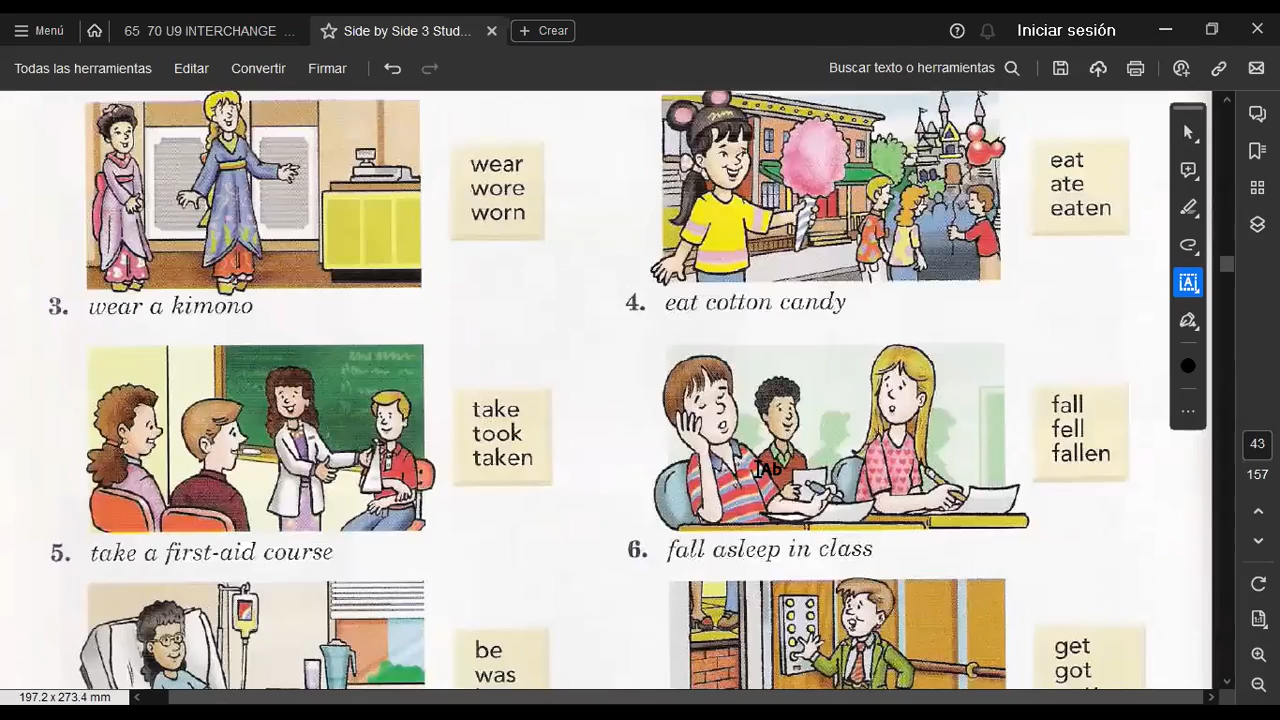 Menú
65 70 U9 INTERCHANGE ...
Side by Side 3 Stud...
Crear
Iniciar sesión
Todas las herramientas
Editar
Convertir
Firmar
Buscar texto o herramientas
wear
wore
worn
3. wear a kimono
eat
ate
eaten
4. eat cotton candy
take
took
taken
5. take a first-aid course
Ab
fall
fell
fallen
6. fall asleep in class
be
was
get
got
A
43
157
1:1
197.2 x 273.4 mm